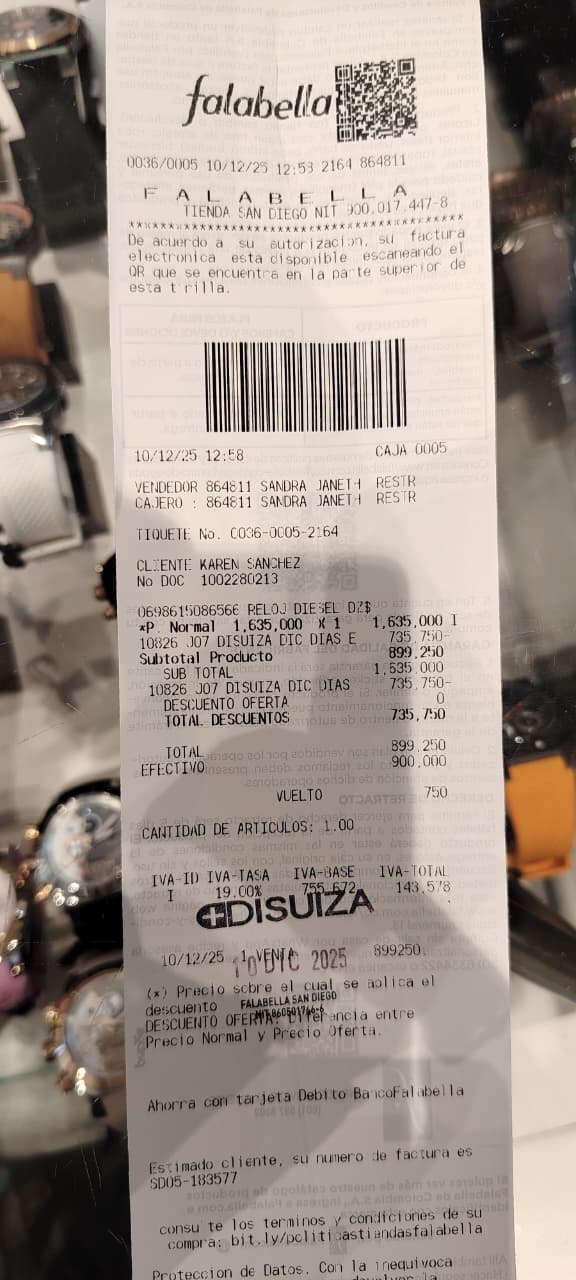 falabella
0036/0005 10/12/25 12:53 2164 864811
F A L A B E L L A
TIENDA SAN DIEGO NIT 900.017.447-8
****************************************
De acuerdo a su autorizacion, su factura
electronica esta disponible escaneando el
QR que se encuentra en la parte superior de
esta tirilla.
10/12/25 12:58 CAJA 0005
VENDEDOR 864811 SANDRA JANETH RESTR
CAJERO : 864811 SANDRA JANETH RESTR
TIQUETE No. 0036-0005-2164
CLIENTE KAREN SANCHEZ
No DOC 1002280213
0698615086566 RELOJ DIESEL DZ$
*P. Normal 1,635,000 X 1 1,635,000 I
10826 J07 DISUIZA DIC DIAS E 735,750-
Subtotal Producto 899,250
SUB TOTAL 1,635,000
10826 J07 DISUIZA DIC DIAS 735,750-
DESCUENTO OFERTA 0
TOTAL DESCUENTOS 735,750
TOTAL 899,250
EFECTIVO 900,000
VUELTO 750
CANTIDAD DE ARTICULOS: 1.00
IVA-ID IVA-TASA IVA-BASE IVA-TOTAL
I 19.00% 755,672 143,578
DISUIZA
10/12/25 1 VENTA 899250.
10 DIC 2025
(*) Precio sobre el cual se aplica el
descuento
FALABELLA SAN DIEGO
DESCUENTO OFERTA: Diferencia entre
Precio Normal y Precio Oferta.
Ahorra con tarjeta Debito BancoFalabella
Estimado cliente, su numero de factura es
SD05-183577
consulte los terminos y condiciones de su
compra: bit.ly/politicastiendasfalabella
Proteccion de Datos. Con la inequivoca